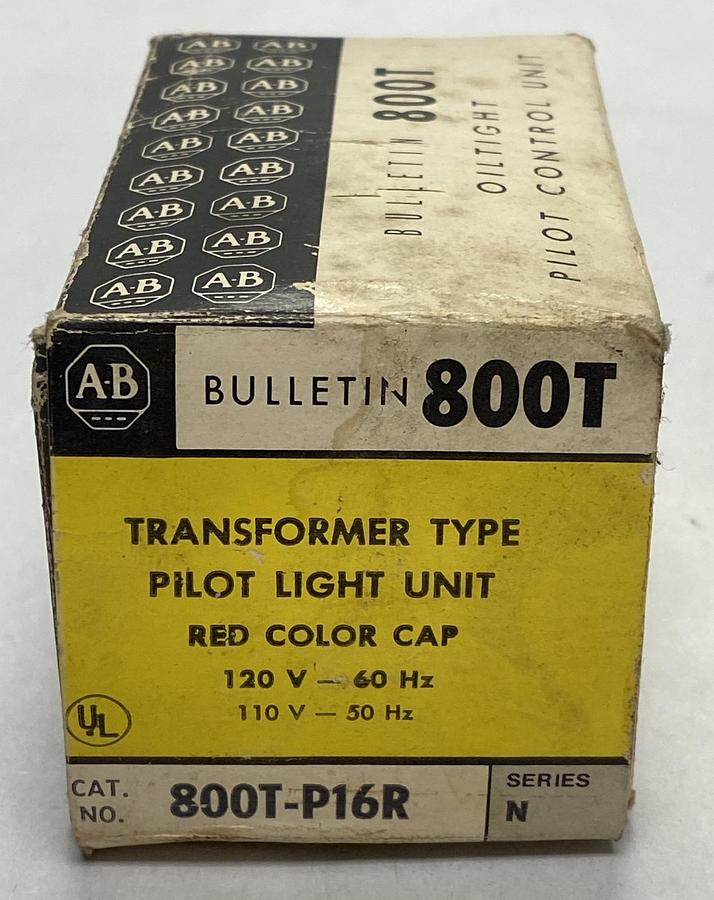 A-B A-B
A-B A-B
A-B A-B
A-B A-B
A-B A-B
A-B A-B
A-B A-B
A-B A-B
A-B A-B
BULLETIN 800T
OILTIGHT
PILOT CONTROL UNIT
A-B
BULLETIN 800T
TRANSFORMER TYPE
PILOT LIGHT UNIT
RED COLOR CAP
120 V — 60 Hz
110 V — 50 Hz
UL
CAT. NO. 800T-P16R
SERIES N